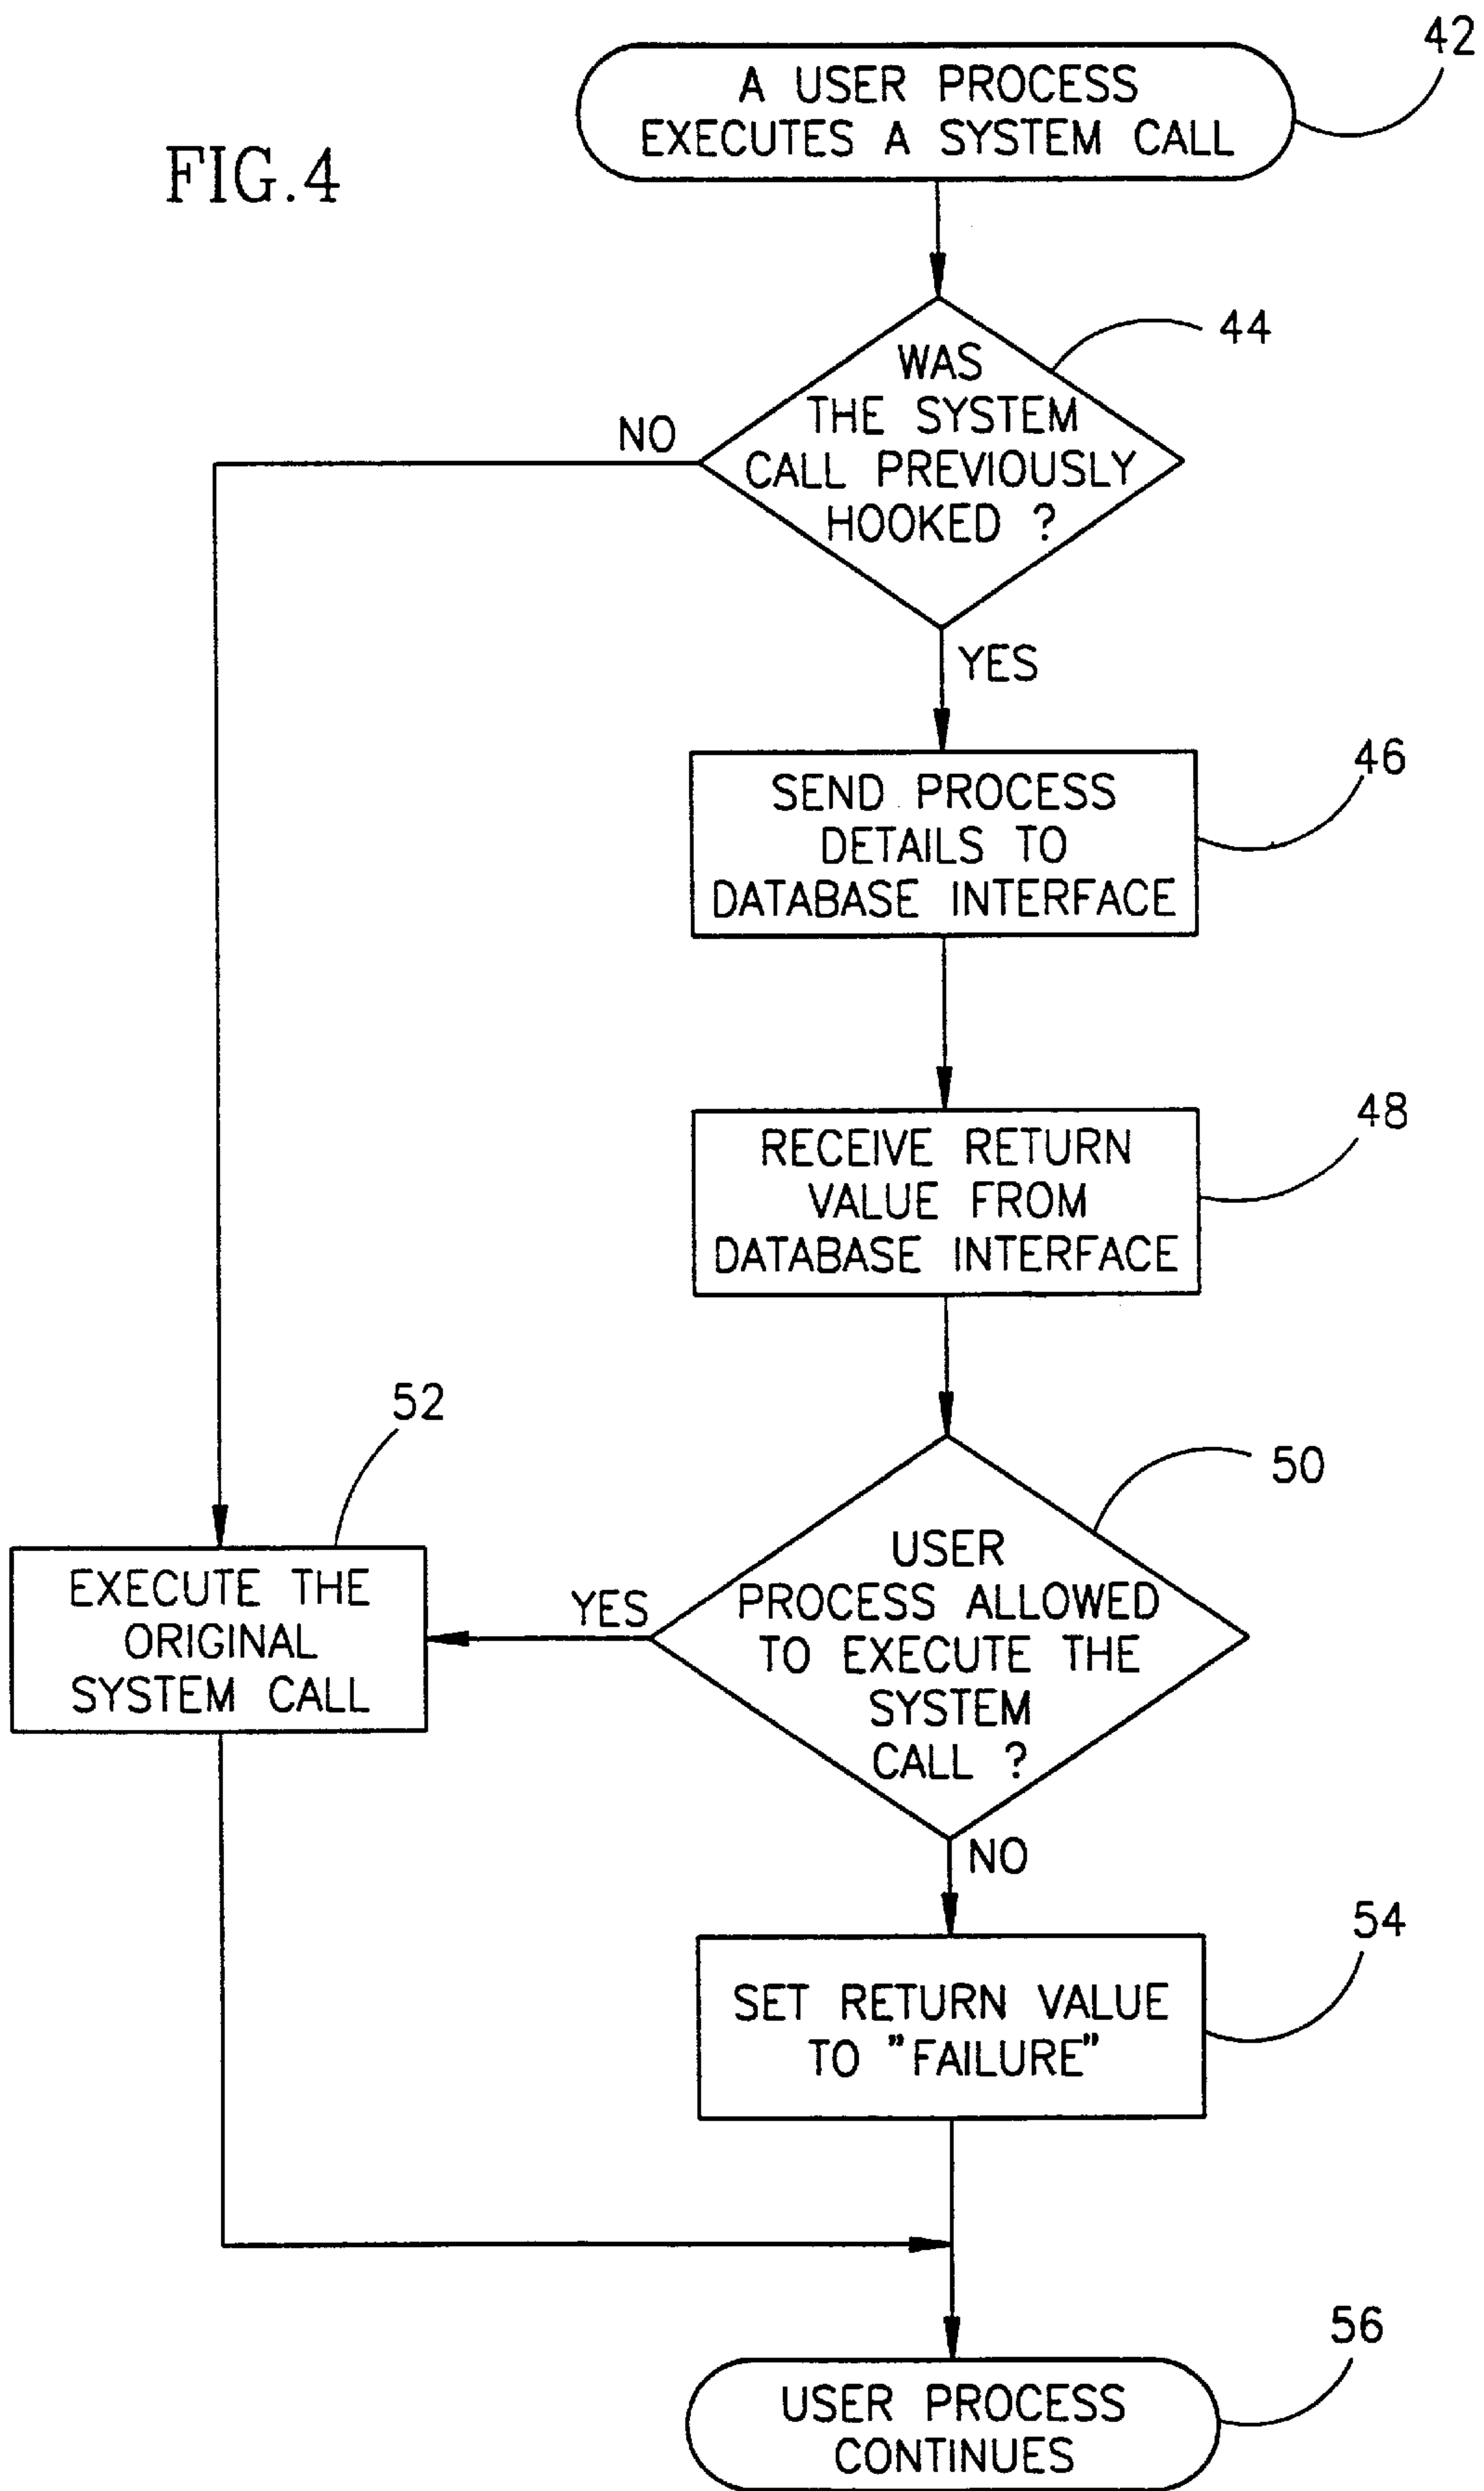 FIG.4
A USER PROCESS
EXECUTES A SYSTEM CALL
42
WAS
THE SYSTEM
CALL PREVIOUSLY
HOOKED ?
44
NO
YES
SEND PROCESS
DETAILS TO
DATABASE INTERFACE
46
RECEIVE RETURN
VALUE FROM
DATABASE INTERFACE
48
USER
PROCESS ALLOWED
TO EXECUTE THE
SYSTEM
CALL ?
50
YES
EXECUTE THE
ORIGINAL
SYSTEM CALL
52
NO
SET RETURN VALUE
TO "FAILURE"
54
USER PROCESS
CONTINUES
56